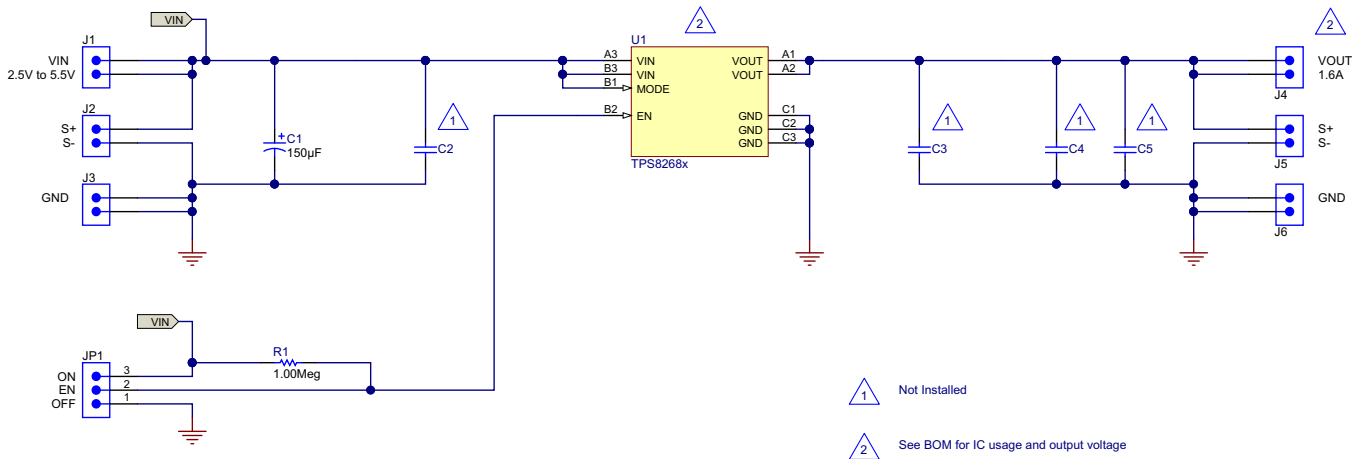 VIN
J1
VIN
2.5V to 5.5V
J2
S+
S-
J3
GND
+
C1
150µF
1
C2
2
U1
A3
VIN
B3
VIN
B1
MODE
B2
EN
VOUT
A1
VOUT
A2
GND
C1
GND
C2
GND
C3
TPS8268x
1
C3
1
C4
1
C5
2
VOUT
1.6A
J4
S+
S-
J5
GND
J6
VIN
JP1
ON
3
EN
2
OFF
1
R1
1.00Meg
1
Not Installed
2
See BOM for IC usage and output voltage